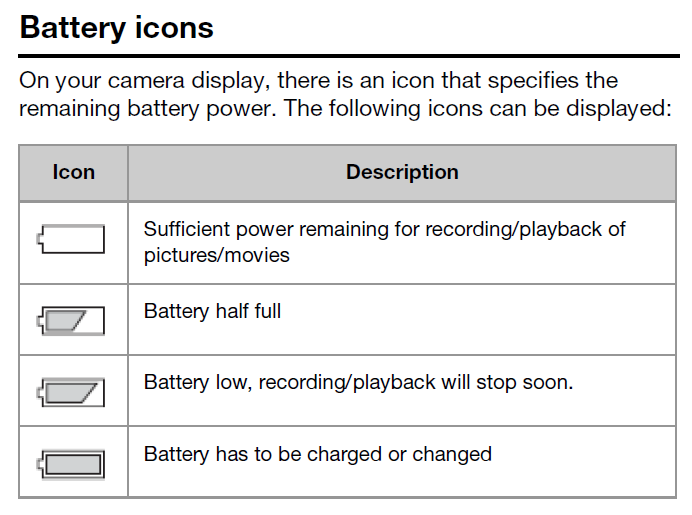 Battery icons
On your camera display, there is an icon that specifies the
remaining battery power. The following icons can be displayed:
Icon
Description
Sufficient power remaining for recording/playback of
pictures/movies
Battery half full
Battery low, recording/playback will stop soon.
Battery has to be charged or changed